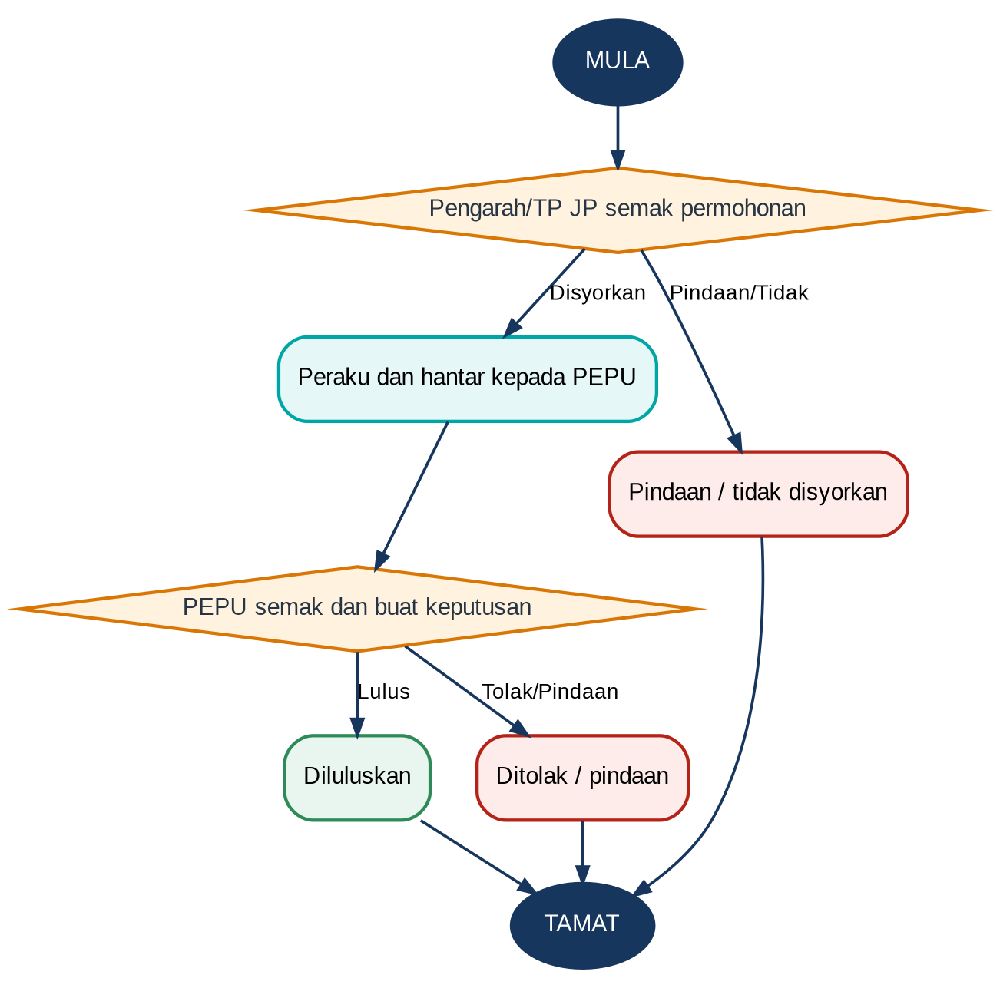 MULA
Pengarah/TP JP semak permohonan
Disyorkan
Pindaan/Tidak
Peraku dan hantar kepada PEPU
Pindaan / tidak disyorkan
PEPU semak dan buat keputusan
Lulus
Tolak/Pindaan
Diluluskan
Ditolak / pindaan
TAMAT